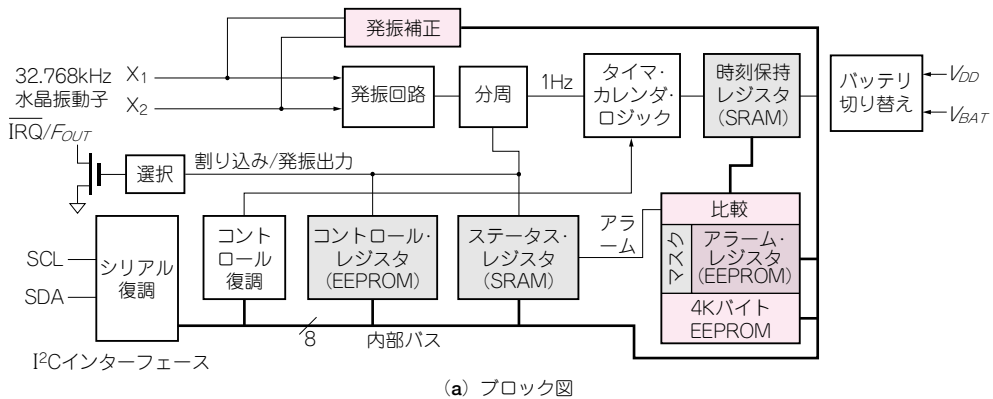 発振補正
32.768kHz
水晶振動子
X1
X2
IRQ/FOUT
発振回路
分周
1Hz
タイマ・
カレンダ・
ロジック
時刻保持
レジスタ
(SRAM)
バッテリ
切り替え
VDD
VBAT
選択
割り込み/発振出力
SCL
SDA
シリアル
復調
コント
ロール
復調
コントロール・
レジスタ
(EEPROM)
ステータス・
レジスタ
(SRAM)
アラ
ーム
比較
マスク
アラーム・
レジスタ
(EEPROM)
4Kバイト
EEPROM
8
内部バス
I²Cインターフェース
(a) ブロック図